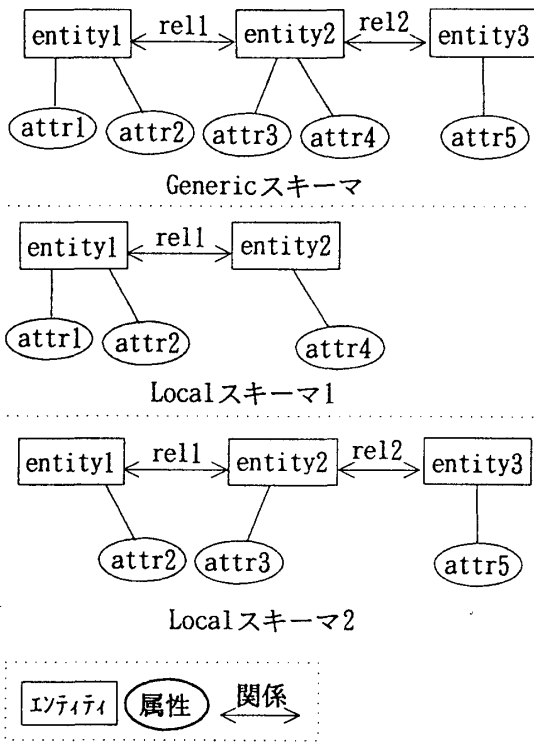 entity1 rel1 entity2 rel2 entity3
attr1 attr2 attr3 attr4 attr5
Genericスキーマ
entity1 rel1 entity2
attr1 attr2 attr4
Localスキーマ1
entity1 rel1 entity2 rel2 entity3
attr2 attr3 attr5
Localスキーマ2
エンティティ 属性 関係